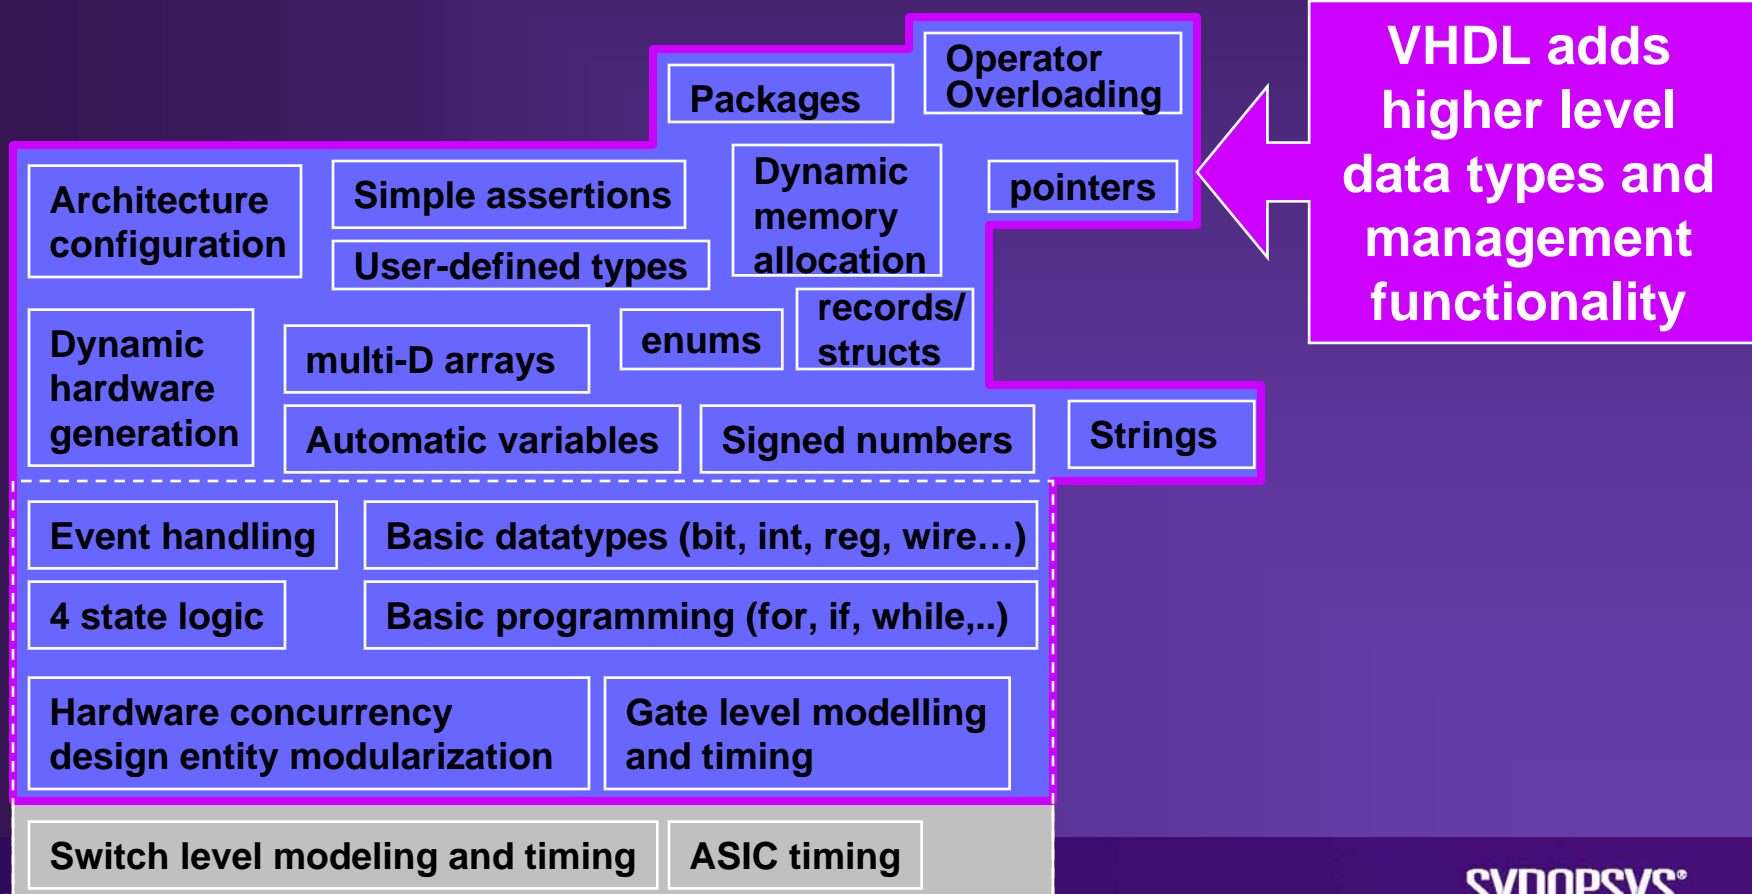 VHDL adds
higher level
data types and
management
functionality
Operator
Overloading
Packages
Architecture
configuration
Simple assertions
Dynamic
memory
allocation
pointers
User-defined types
Dynamic
hardware
generation
multi-D arrays
enums
records/
structs
Automatic variables
Signed numbers
Strings
Event handling
Basic datatypes (bit, int, reg, wire…)
4 state logic
Basic programming (for, if, while,..)
Hardware concurrency
design entity modularization
Gate level modelling
and timing
Switch level modeling and timing
ASIC timing
SYNOPSYS®